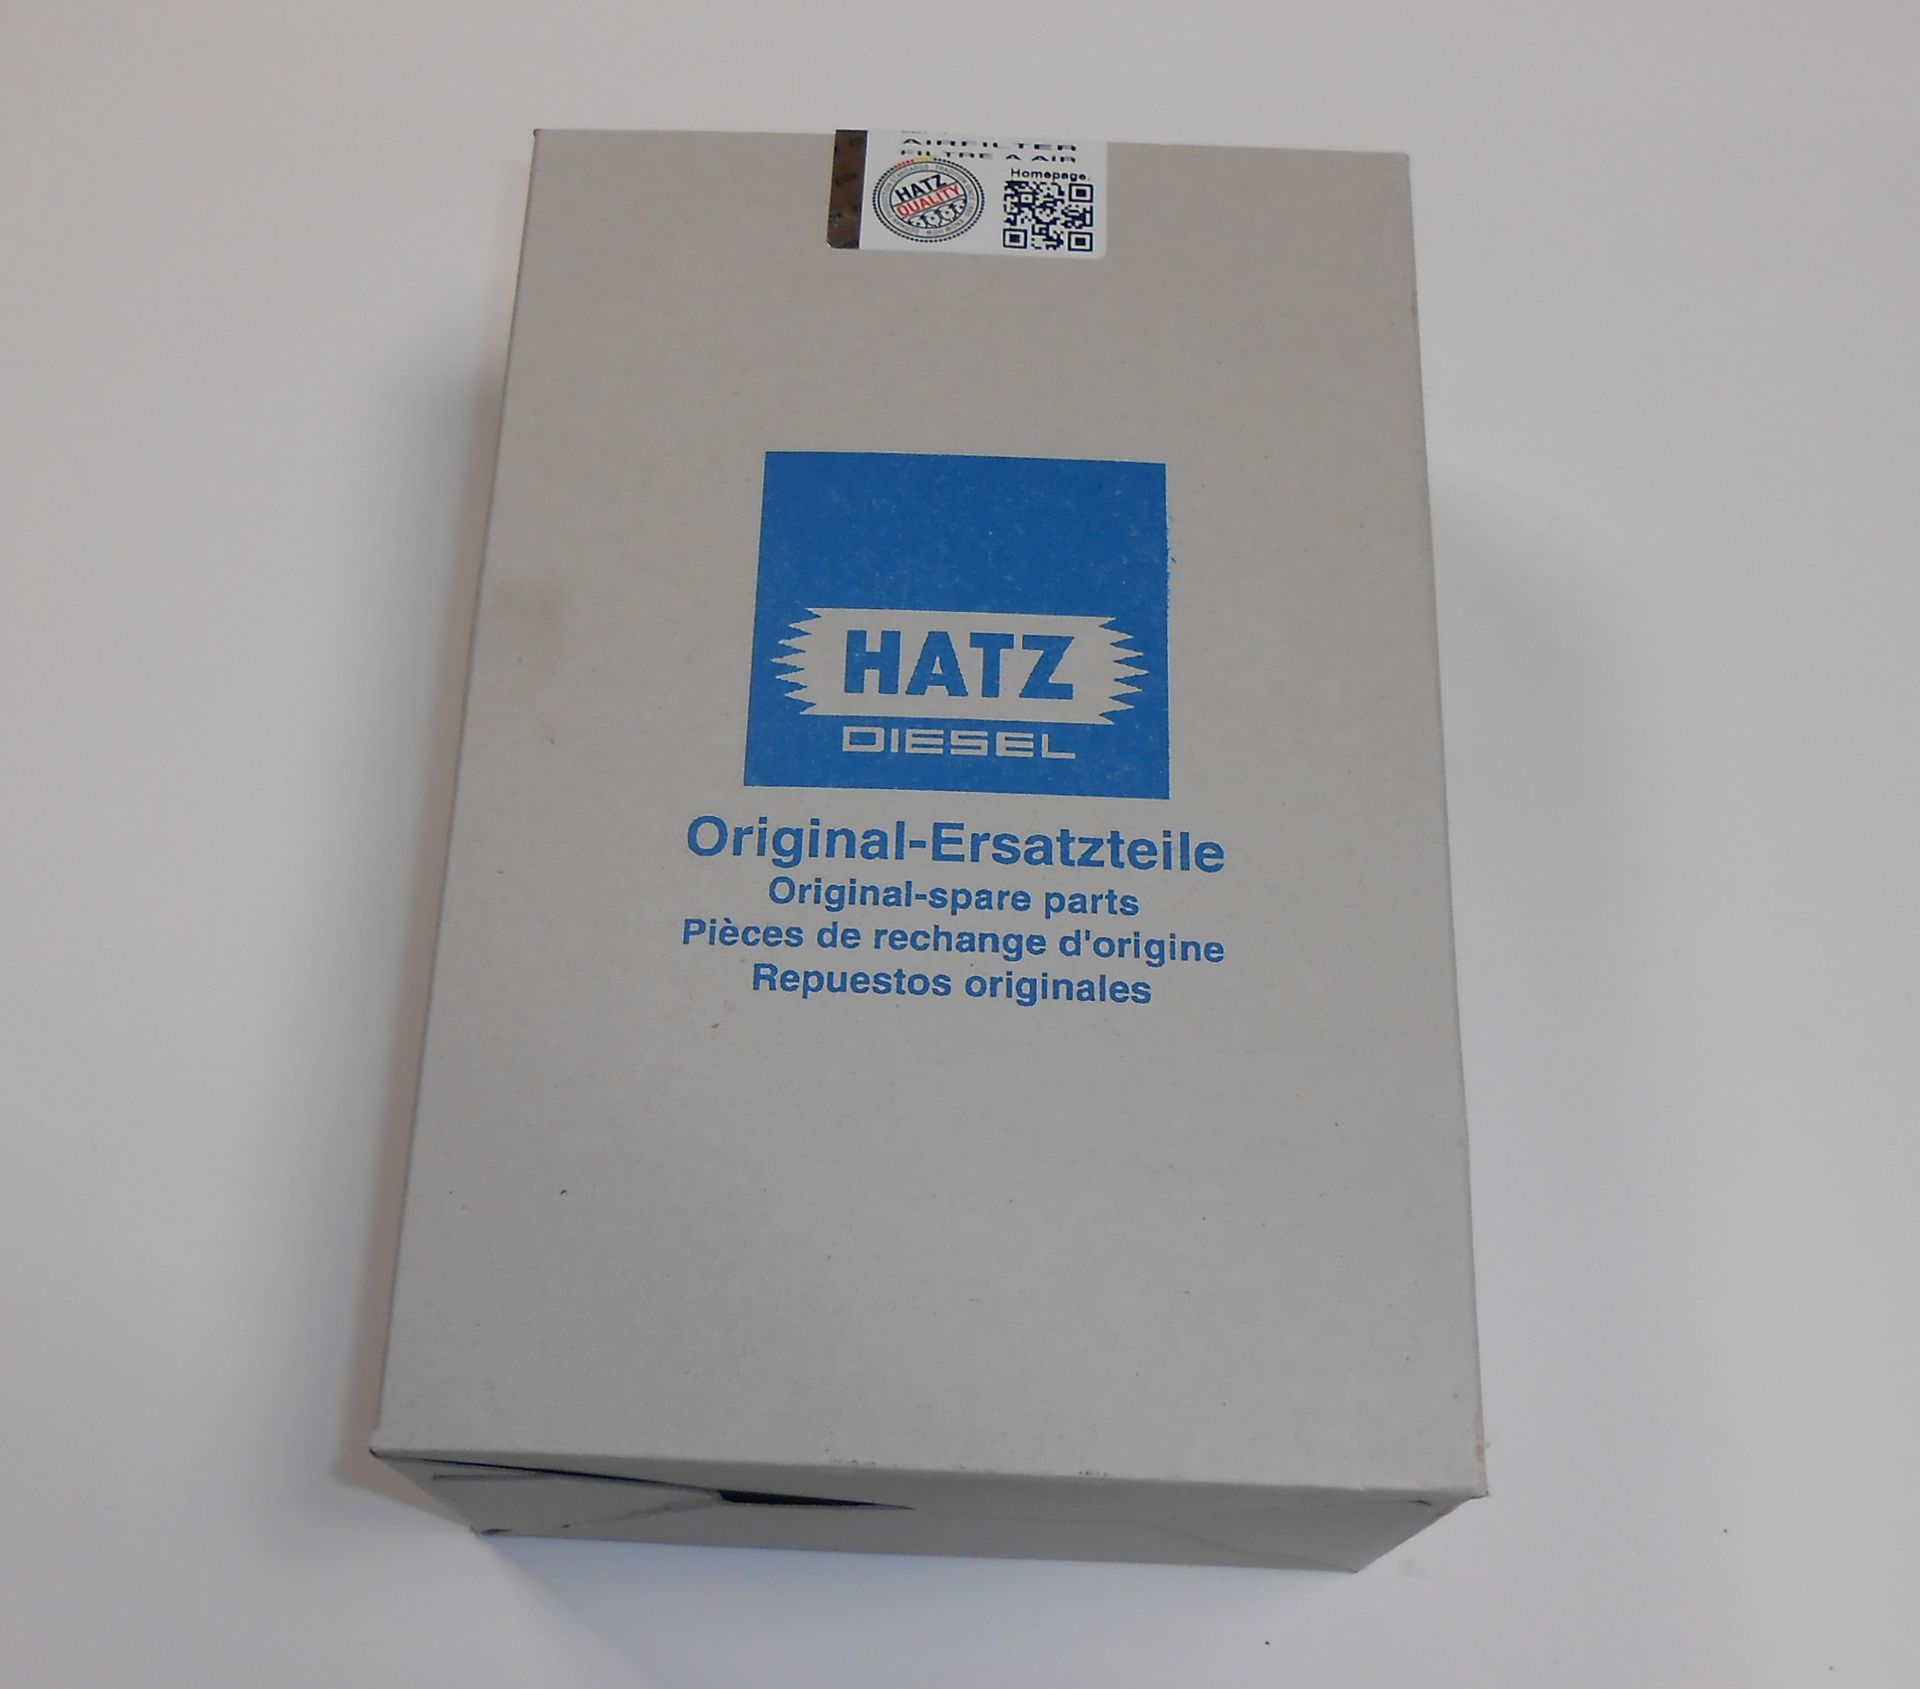 AIRFILTER
FILTRE A AIR
Homepage:
HATZ
QUALITY
HATZ
DIESEL
Original-Ersatzteile
Original-spare parts
Pièces de rechange d'origine
Repuestos originales